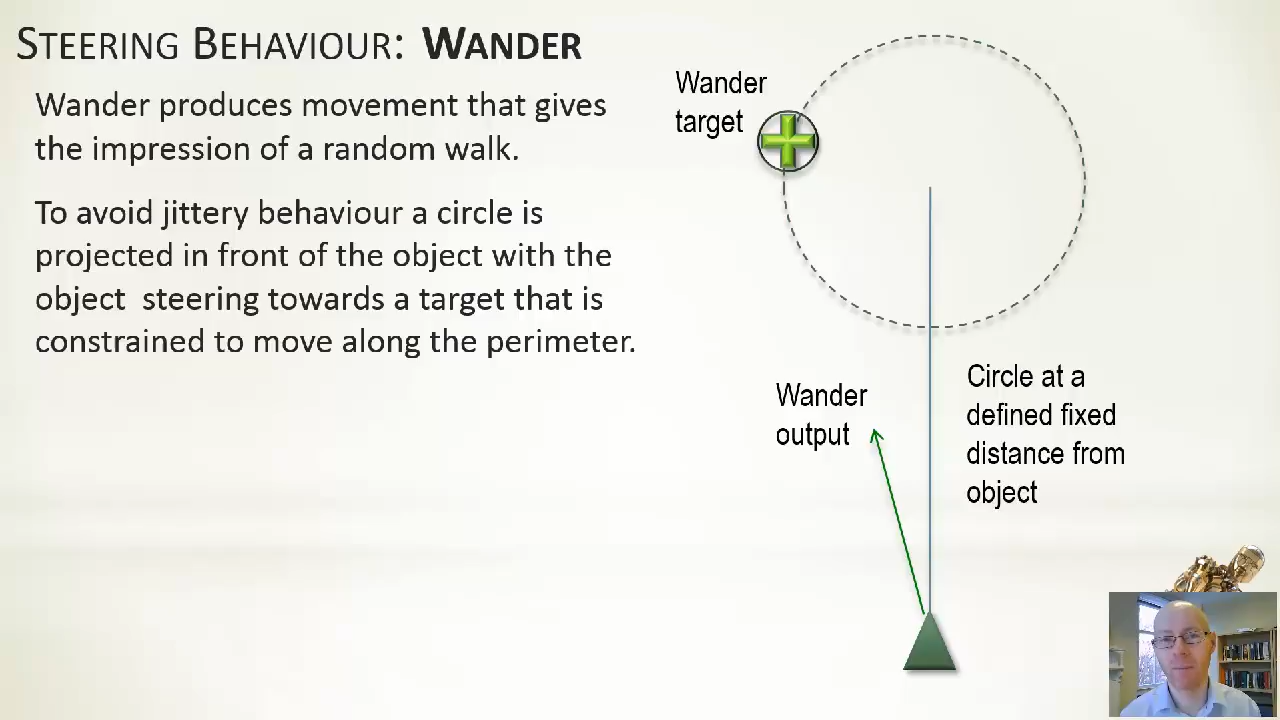 STEERING BEHAVIOUR: WANDER
Wander produces movement that gives
the impression of a random walk.
To avoid jittery behaviour a circle is
projected in front of the object with the
object steering towards a target that is
constrained to move along the perimeter.
Wander
target
Wander
output
Circle at a
defined fixed
distance from
object